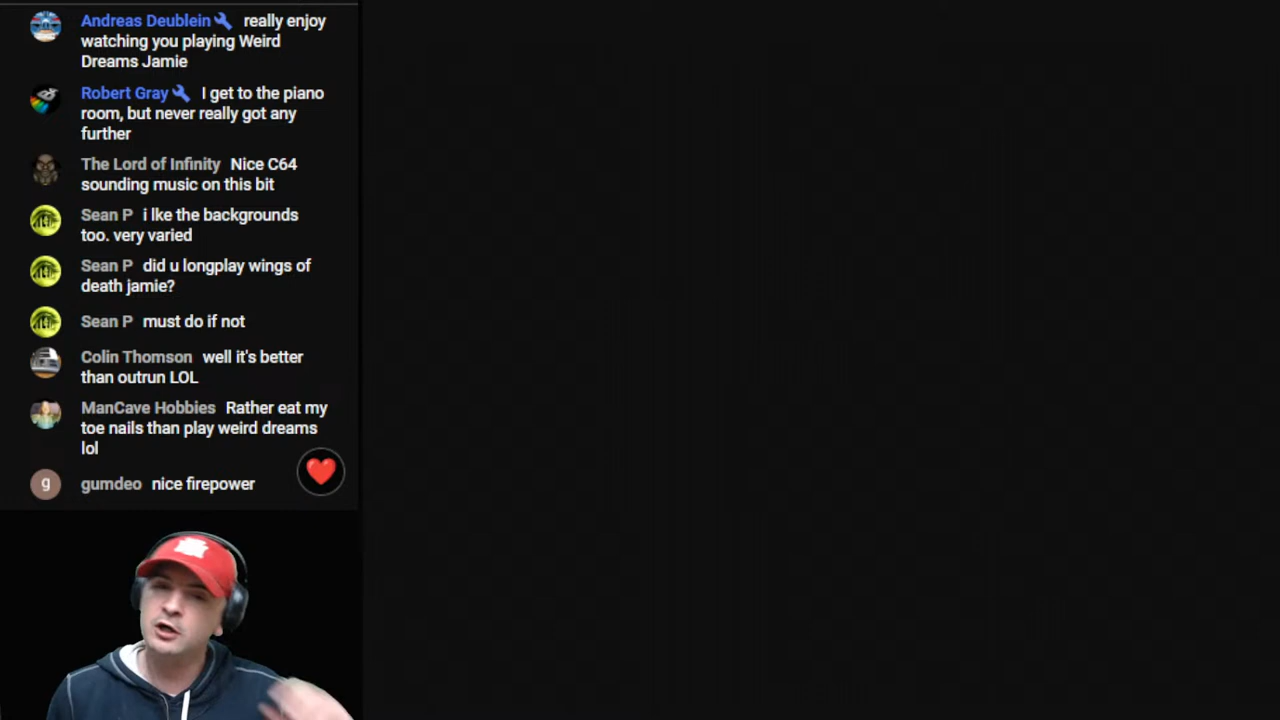 Andreas Deublein really enjoy
watching you playing Weird
Dreams Jamie
Robert Gray I get to the piano
room, but never really got any
further
The Lord of Infinity Nice C64
sounding music on this bit
Sean P i lke the backgrounds
too. very varied
Sean P did u longplay wings of
death jamie?
Sean P must do if not
Colin Thomson well it's better
than outrun LOL
ManCave Hobbies Rather eat my
toe nails than play weird dreams
lol
g gumdeo nice firepower